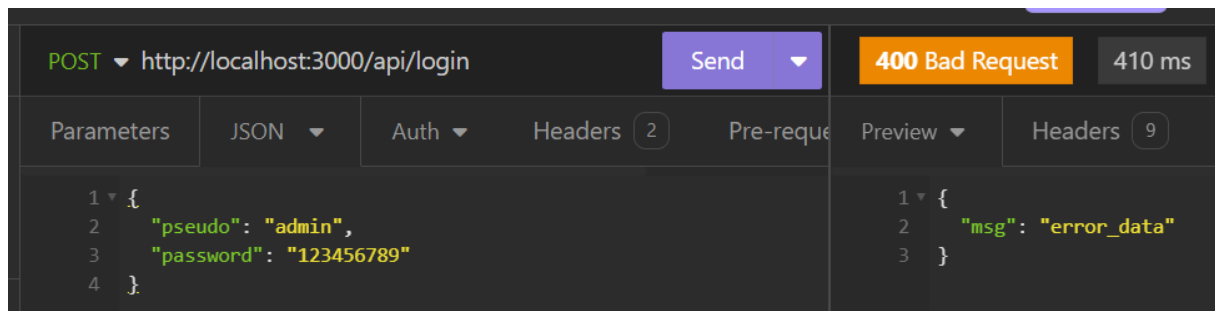 POST http://localhost:3000/api/login Send
400 Bad Request 410 ms
Parameters JSON Auth Headers 2 Pre-reque
Preview Headers 9
1 {
2 "pseudo": "admin",
3 "password": "123456789"
4 }
1 {
2 "msg": "error_data"
3 }